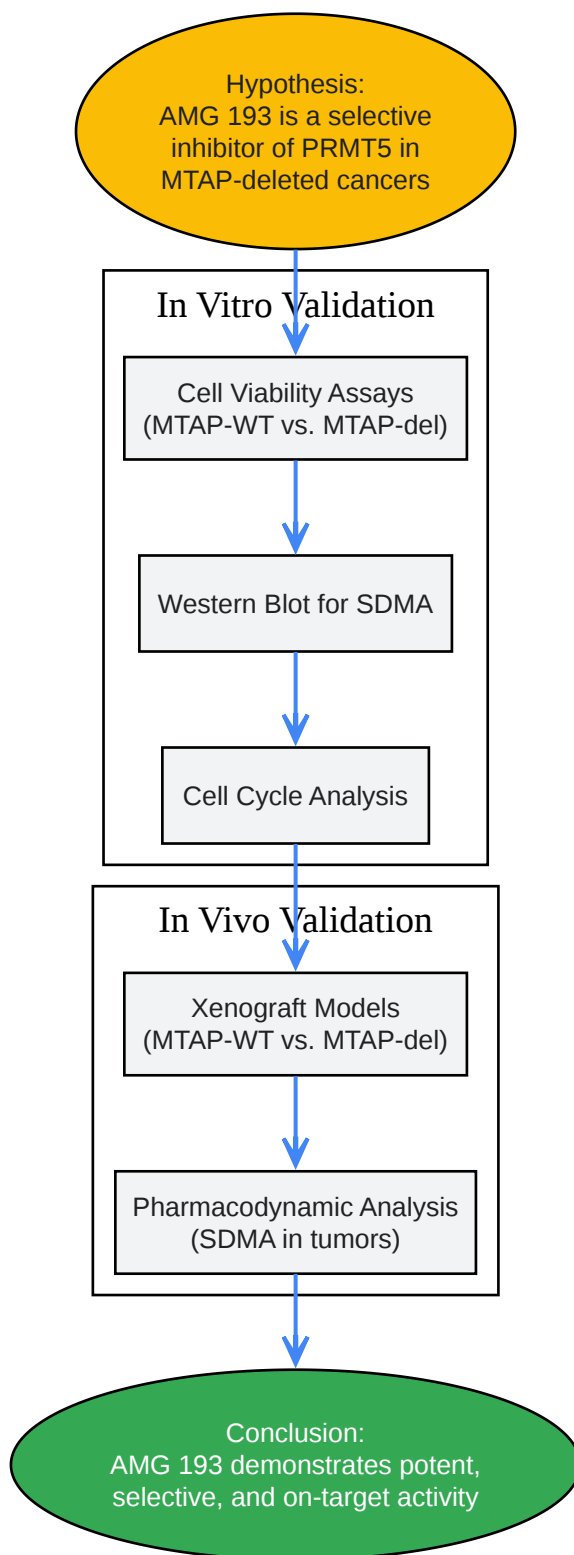 Hypothesis:
AMG 193 is a selective
inhibitor of PRMT5 in
MTAP-deleted cancers
In Vitro Validation
Cell Viability Assays
(MTAP-WT vs. MTAP-del)
Western Blot for SDMA
Cell Cycle Analysis
In Vivo Validation
Xenograft Models
(MTAP-WT vs. MTAP-del)
Pharmacodynamic Analysis
(SDMA in tumors)
Conclusion:
AMG 193 demonstrates potent,
selective, and on-target activity